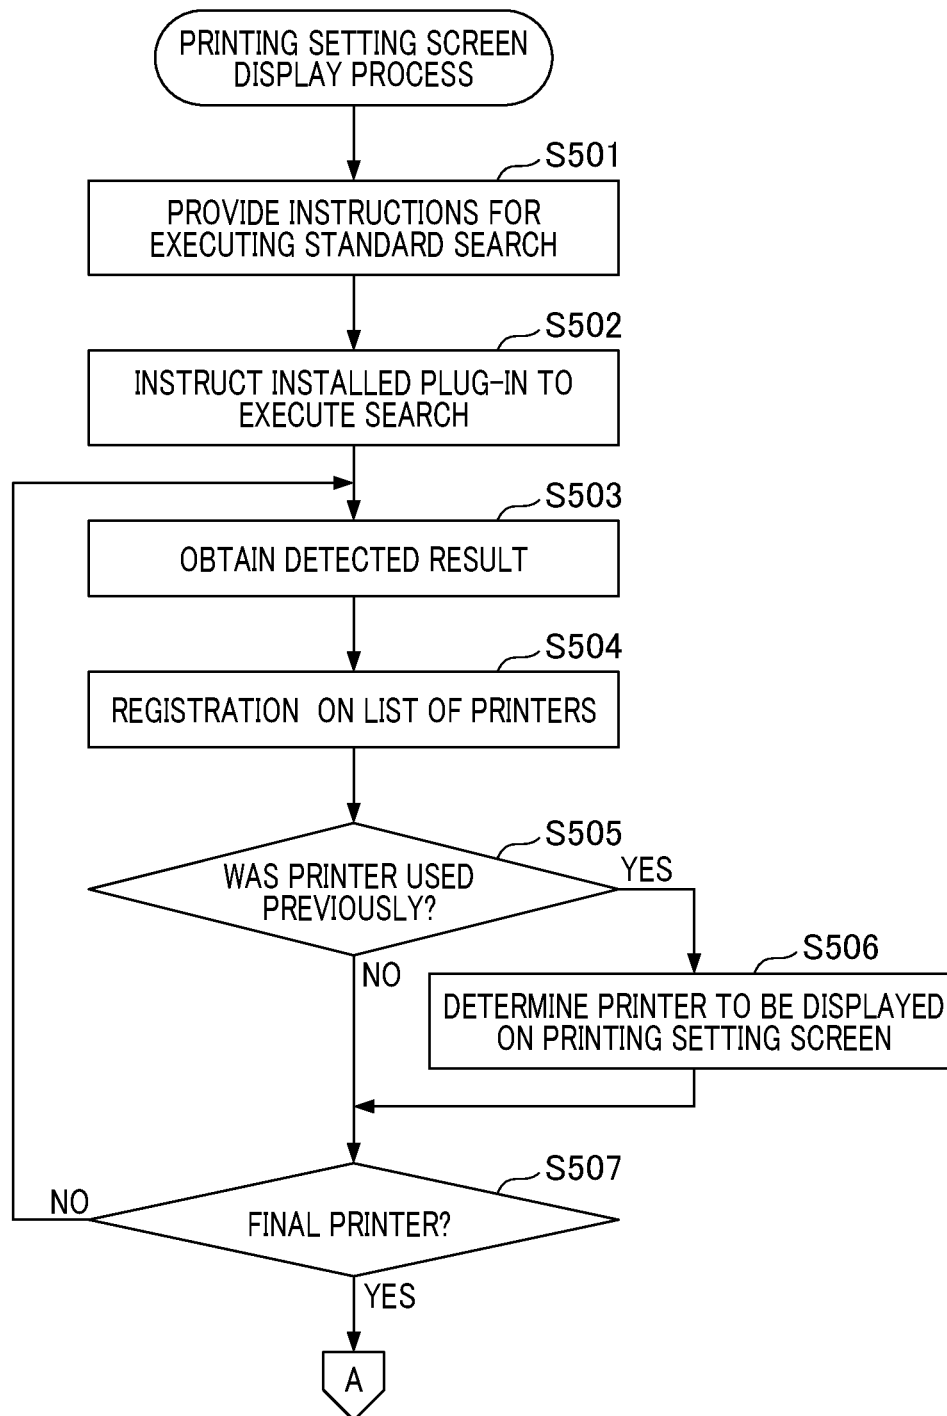 PRINTING SETTING SCREEN
DISPLAY PROCESS
S501
PROVIDE INSTRUCTIONS FOR
EXECUTING STANDARD SEARCH
S502
INSTRUCT INSTALLED PLUG-IN TO
EXECUTE SEARCH
S503
OBTAIN DETECTED RESULT
S504
REGISTRATION ON LIST OF PRINTERS
S505
WAS PRINTER USED
PREVIOUSLY?
YES
NO
S506
DETERMINE PRINTER TO BE DISPLAYED
ON PRINTING SETTING SCREEN
S507
FINAL PRINTER?
NO
YES
A